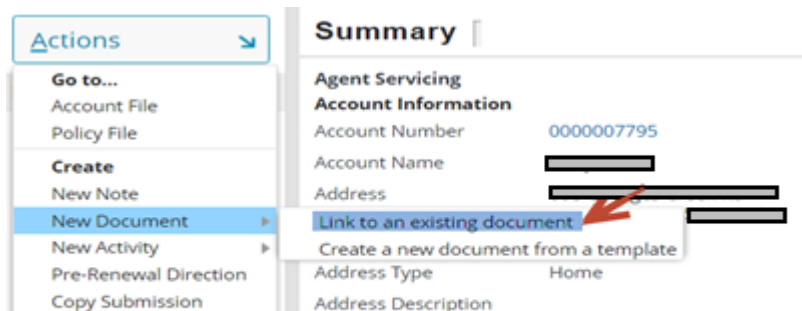 Actions
Go to...
Account File
Policy File
Create
New Note
New Document
New Activity
Pre-Renewal Direction
Copy Submission
Link to an existing document
Create a new document from a template
Summary
Agent Servicing
Account Information
Account Number 0000007795
Account Name
Address
Address Type Home
Address Description